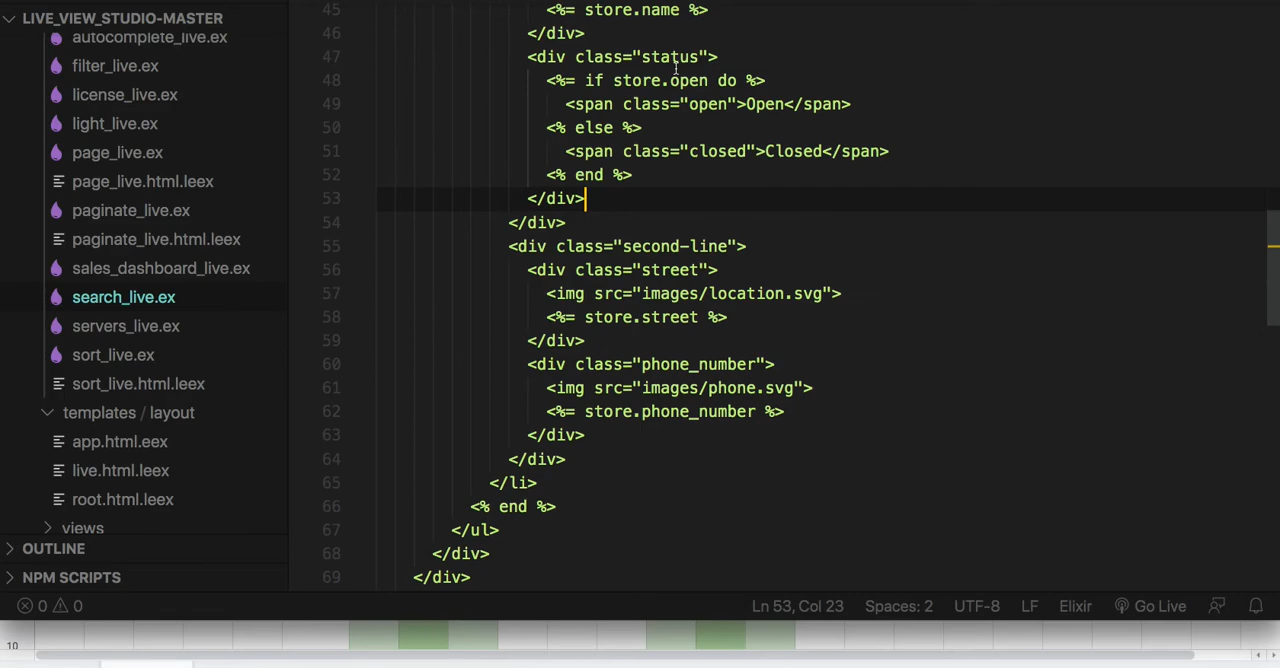 LIVE_VIEW_STUDIO-MASTER
autocomplete_live.ex
filter_live.ex
license_live.ex
light_live.ex
page_live.ex
page_live.html.leex
paginate_live.ex
paginate_live.html.leex
sales_dashboard_live.ex
search_live.ex
servers_live.ex
sort_live.ex
sort_live.html.leex
templates / layout
app.html.eex
live.html.leex
root.html.leex
views
OUTLINE
NPM SCRIPTS
45 <%= store.name %>
46 </div>
47 <div class="status">
48 <%= if store.open do %>
49 <span class="open">Open</span>
50 <% else %>
51 <span class="closed">Closed</span>
52 <% end %>
53 </div>
54 </div>
55 <div class="second-line">
56 <div class="street">
57 <img src="images/location.svg">
58 <%= store.street %>
59 </div>
60 <div class="phone_number">
61 <img src="images/phone.svg">
62 <%= store.phone_number %>
63 </div>
64 </div>
65 </li>
66 <% end %>
67 </ul>
68 </div>
69 </div>
0 0 Ln 53, Col 23 Spaces: 2 UTF-8 LF Elixir Go Live
10